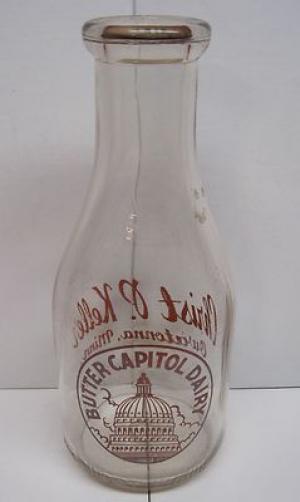 Christ P. Keller
Owatonna, Minn.
BUTTER CAPITOL DAIRY